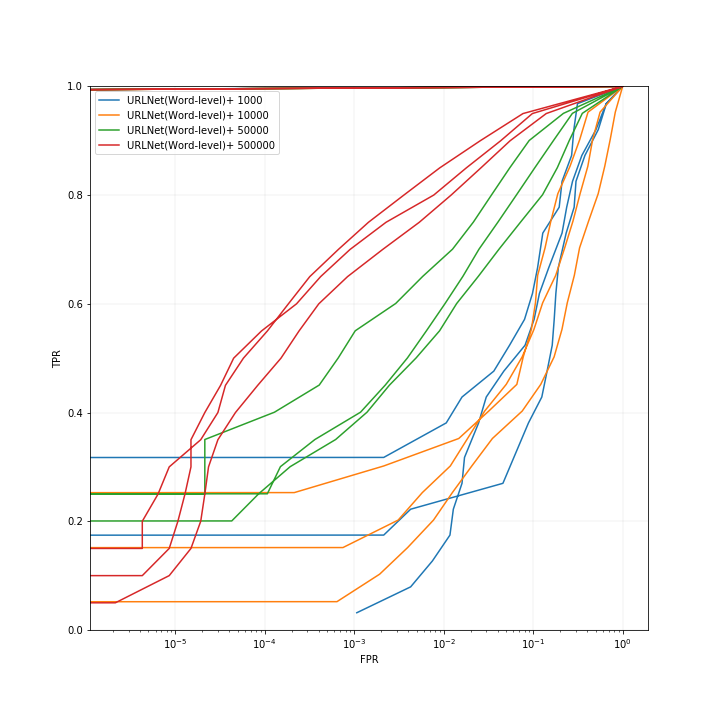 1.0
0.8
0.6
0.4
0.2
0.0
TPR
URLNet(Word-level)+ 1000
URLNet(Word-level)+ 10000
URLNet(Word-level)+ 50000
URLNet(Word-level)+ 500000
10⁻⁵ 10⁻⁴ 10⁻³ 10⁻² 10⁻¹ 10⁰
FPR